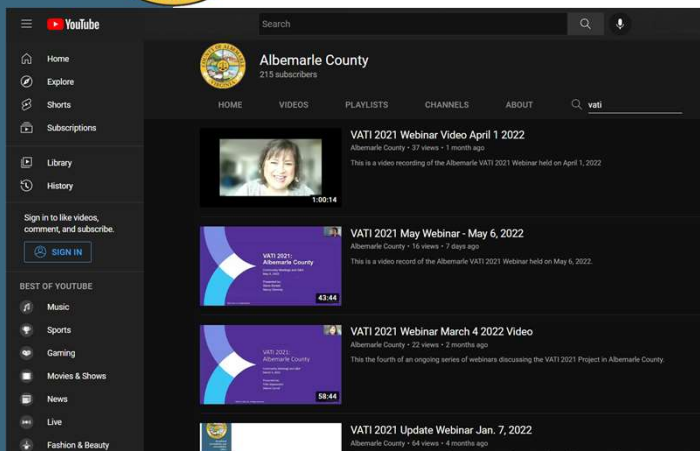 YouTube
Search
Home
Explore
Shorts
Subscriptions
Library
History
Sign in to like videos,
comment, and subscribe.
SIGN IN
BEST OF YOUTUBE
Music
Sports
Gaming
Movies & Shows
News
Live
Fashion & Beauty
Albemarle County
215 subscribers
HOME VIDEOS PLAYLISTS CHANNELS ABOUT vati
VATI 2021 Webinar Video April 1 2022
Albemarle County • 37 views • 1 month ago
This is a video recording of the Albemarle VATI 2021 Webinar held on April 1, 2022
1:00:14
VATI 2021 May Webinar - May 6, 2022
Albemarle County • 16 views • 7 days ago
This is a video record of the Albemarle VATI 2021 Webinar held on May 6, 2022.
VATI 2021:
Albemarle County
43:44
VATI 2021 Webinar March 4 2022 Video
Albemarle County • 22 views • 2 months ago
This the fourth of an ongoing series of webinars discussing the VATI 2021 Project in Albemarle County.
VATI 2021:
Albemarle County
58:44
VATI 2021 Update Webinar Jan. 7, 2022
Albemarle County • 64 views • 4 months ago